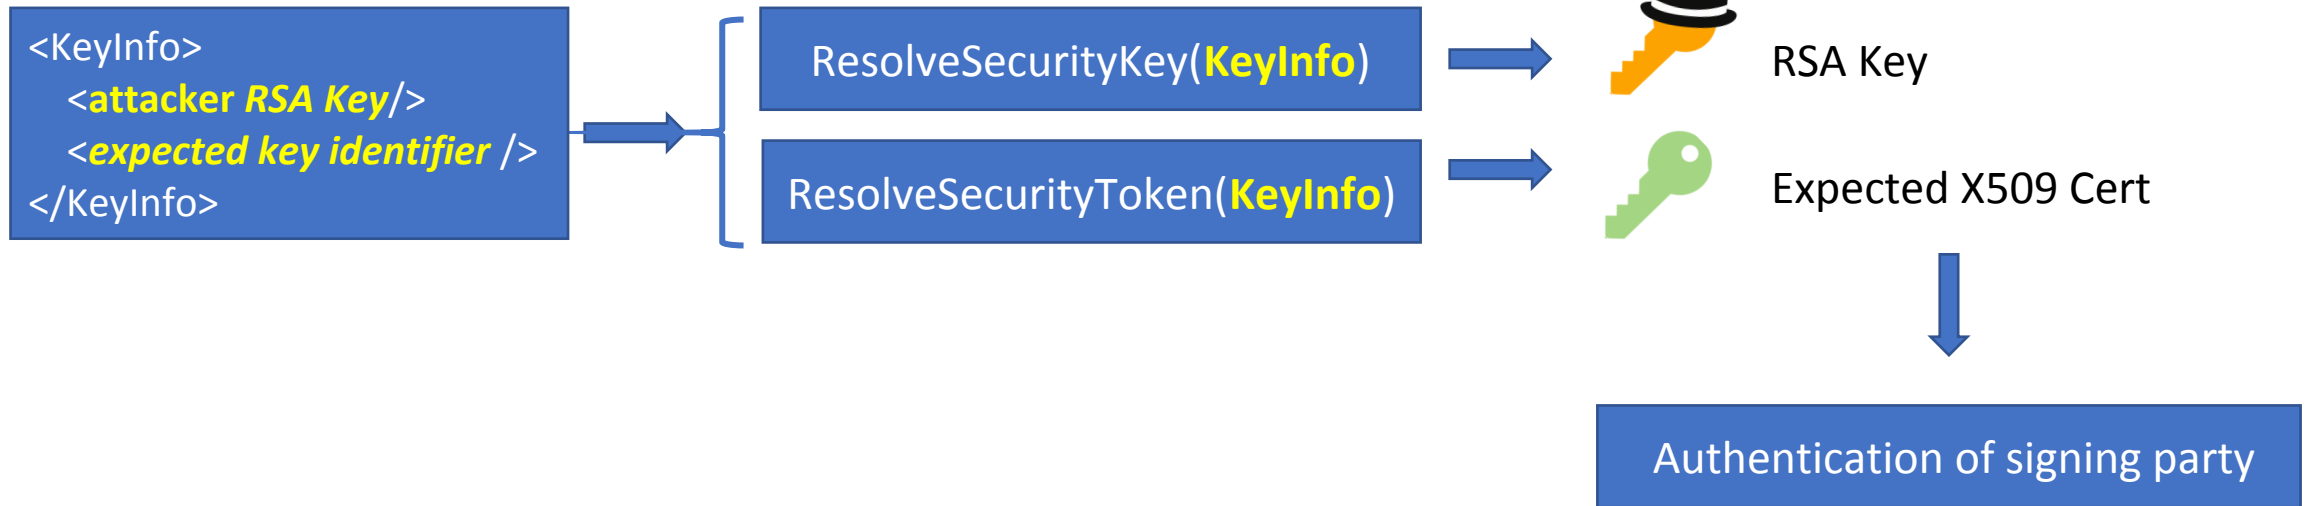 <KeyInfo>
<attacker RSA Key/>
<expected key identifier />
</KeyInfo>
ResolveSecurityKey(KeyInfo)
ResolveSecurityToken(KeyInfo)
RSA Key
Expected X509 Cert
Authentication of signing party